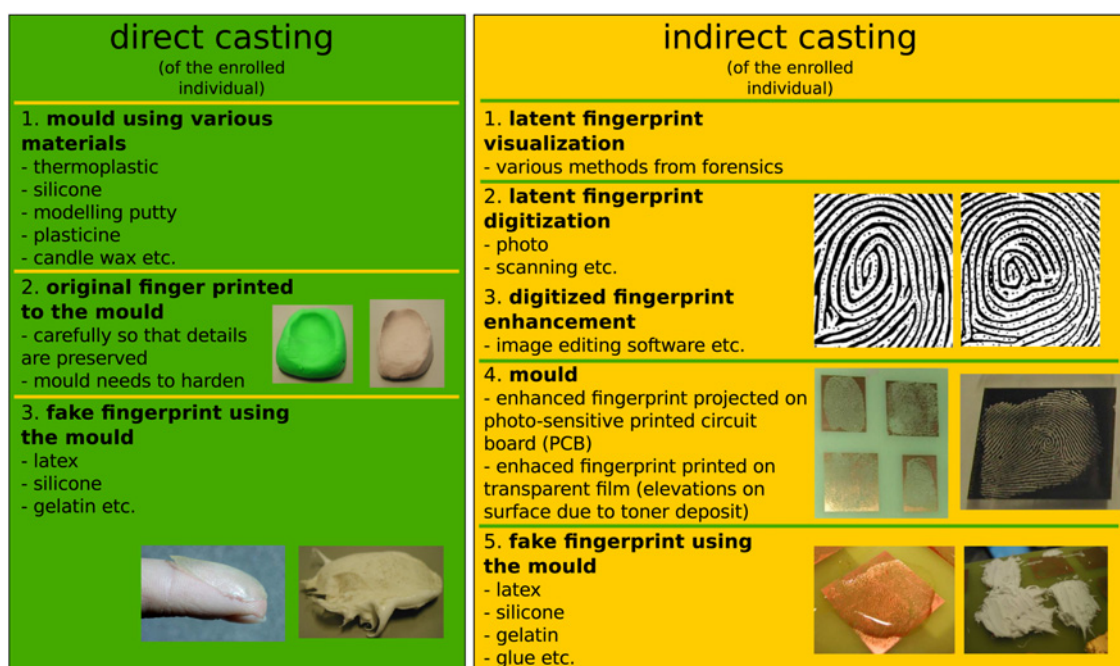 direct casting
(of the enrolled
individual)
1. mould using various
materials
- thermoplastic
- silicone
- modelling putty
- plasticine
- candle wax etc.
2. original finger printed
to the mould
- carefully so that details
are preserved
- mould needs to harden
3. fake fingerprint using
the mould
- latex
- silicone
- gelatin etc.
indirect casting
(of the enrolled
individual)
1. latent fingerprint
visualization
- various methods from forensics
2. latent fingerprint
digitization
- photo
- scanning etc.
3. digitized fingerprint
enhancement
- image editing software etc.
4. mould
- enhanced fingerprint projected on
photo-sensitive printed circuit
board (PCB)
- enhaced fingerprint printed on
transparent film (elevations on
surface due to toner deposit)
5. fake fingerprint using
the mould
- latex
- silicone
- gelatin
- glue etc.